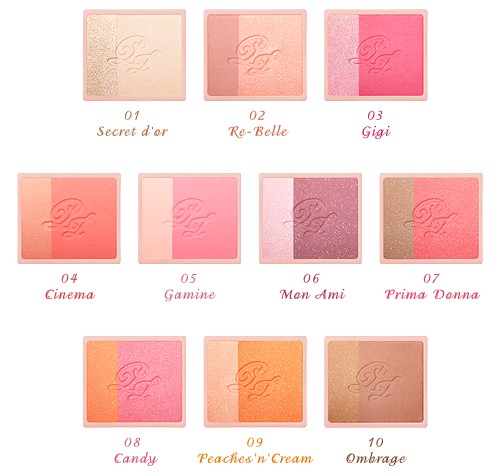 01
Secret d'or
02
Re-Belle
03
Gigi
04
Cinema
05
Gamine
06
Mon Ami
07
Prima Donna
08
Candy
09
Peaches'n'Cream
10
Ombrage